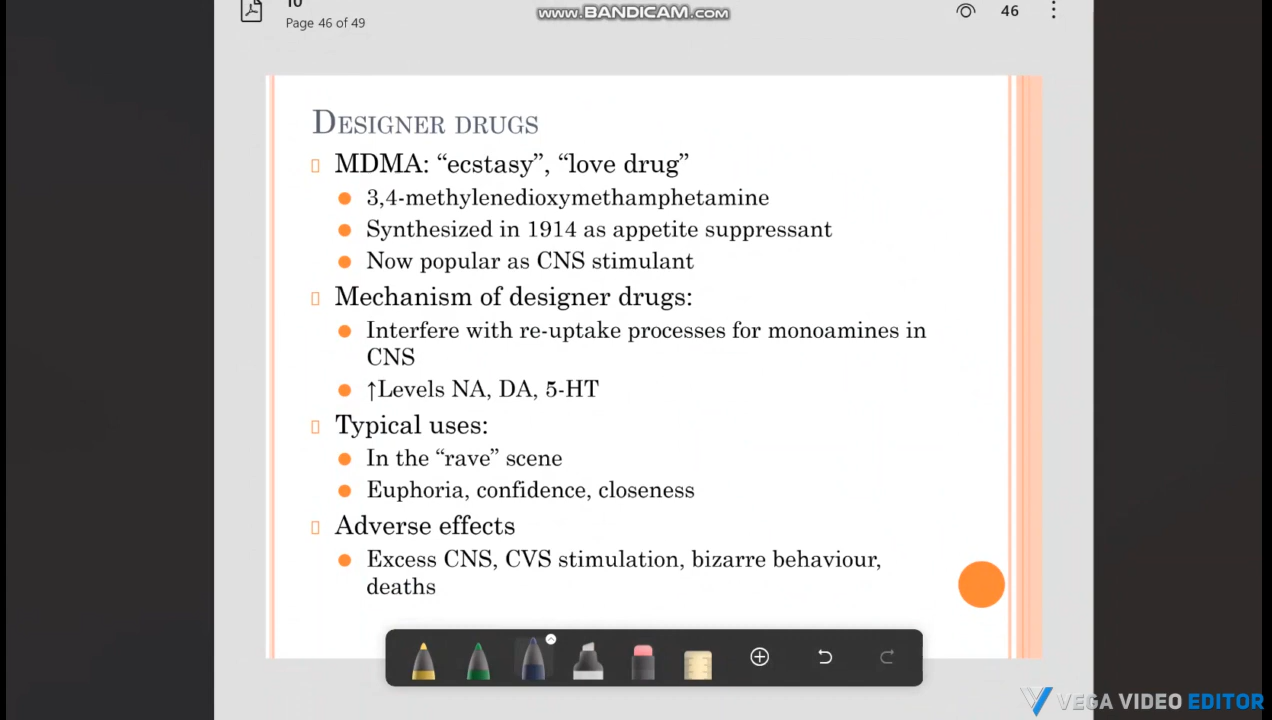 10
www.BANDICAM.com
Page 46 of 49
46
DESIGNER DRUGS
MDMA: “ecstasy”, “love drug”
3,4-methylenedioxymethamphetamine
Synthesized in 1914 as appetite suppressant
Now popular as CNS stimulant
Mechanism of designer drugs:
Interfere with re-uptake processes for monoamines in
CNS
↑Levels NA, DA, 5-HT
Typical uses:
In the “rave” scene
Euphoria, confidence, closeness
Adverse effects
Excess CNS, CVS stimulation, bizarre behaviour,
deaths
VEGA VIDEO EDITOR